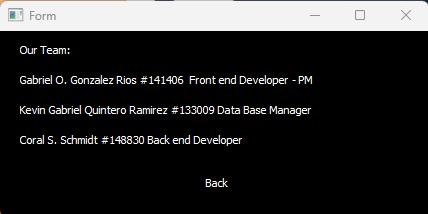 Form
Our Team:
Gabriel O. Gonzalez Rios #141406  Front end Developer - PM
Kevin Gabriel Quintero Ramirez #133009 Data Base Manager
Coral S. Schmidt #148830 Back end Developer
Back